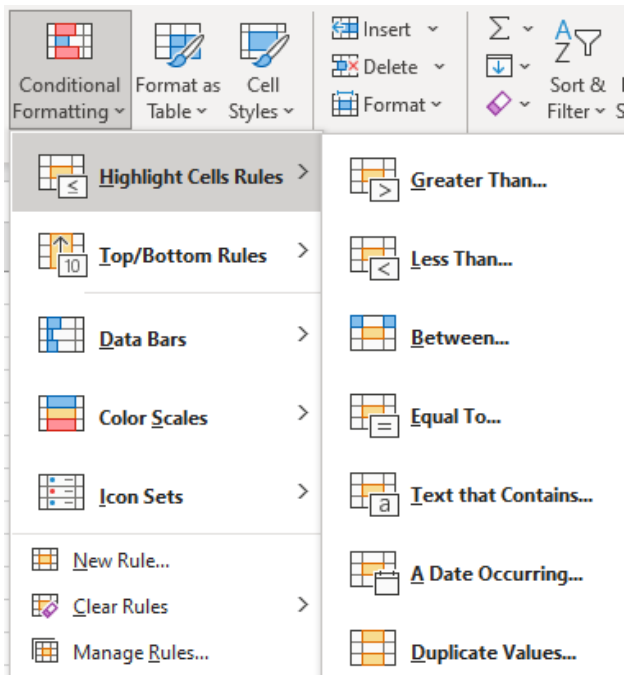 Conditional
Formatting
Format as
Table
Cell
Styles
Insert
Delete
Format
Σ
A
Z
Sort &
Filter
≤
Highlight Cells Rules
10
Top/Bottom Rules
Data Bars
Color Scales
Icon Sets
New Rule...
Clear Rules
Manage Rules...
>
Greater Than...
<
Less Than...
Between...
=
Equal To...
a
Text that Contains...
A Date Occurring...
Duplicate Values...